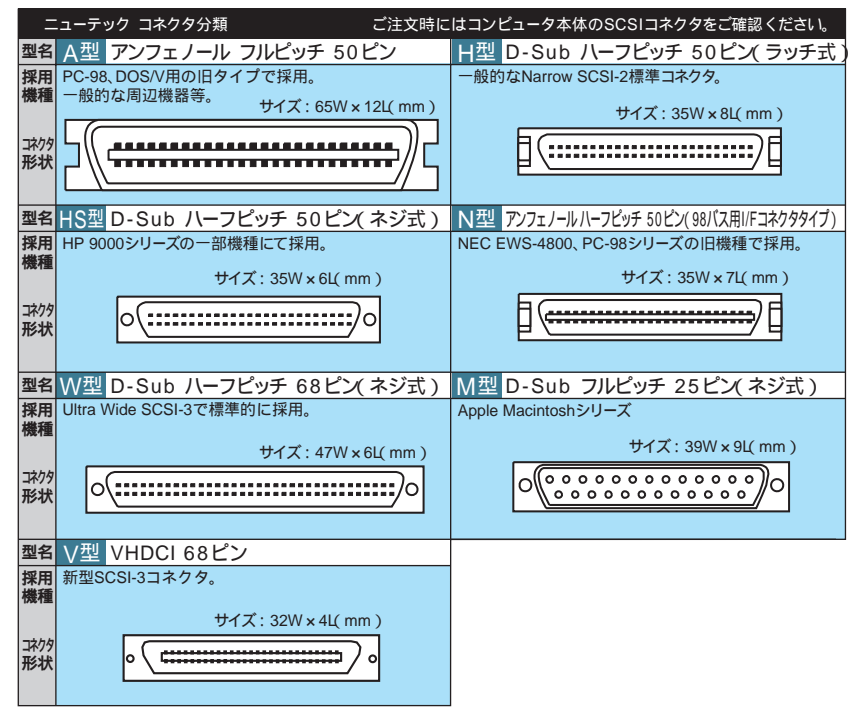 ニューテック コネクタ分類 ご注文時にはコンピュータ本体のSCSIコネクタをご確認ください。
型名 A型 アンフェノール フルピッチ 50ピン
採用機種 PC-98、DOS/V用の旧タイプで採用。
一般的な周辺機器等。
サイズ：65W×12L(mm)
コネクタ形状
型名 H型 D-Sub ハーフピッチ 50ピン(ラッチ式)
一般的なNarrow SCSI-2標準コネクタ。
サイズ：35W×8L(mm)
型名 HS型 D-Sub ハーフピッチ 50ピン(ネジ式)
採用機種 HP 9000シリーズの一部機種にて採用。
サイズ：35W×6L(mm)
コネクタ形状
N型 アンフェノールハーフピッチ 50ピン(98バス用I/Fコネクタタイプ)
NEC EWS-4800、PC-98シリーズの旧機種で採用。
サイズ：35W×7L(mm)
型名 W型 D-Sub ハーフピッチ 68ピン(ネジ式)
採用機種 Ultra Wide SCSI-3で標準的に採用。
サイズ：47W×6L(mm)
コネクタ形状
M型 D-Sub フルピッチ 25ピン(ネジ式)
Apple Macintoshシリーズ
サイズ：39W×9L(mm)
型名 V型 VHDCI 68ピン
採用機種 新型SCSI-3コネクタ。
サイズ：32W×4L(mm)
コネクタ形状